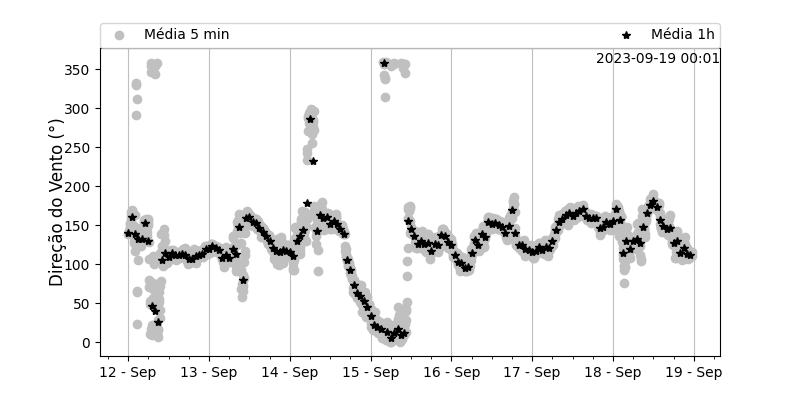 Média 5 min
Média 1h
2023-09-19 00:01
Direção do Vento (°)
350
300
250
200
150
100
50
0
12 - Sep
13 - Sep
14 - Sep
15 - Sep
16 - Sep
17 - Sep
18 - Sep
19 - Sep